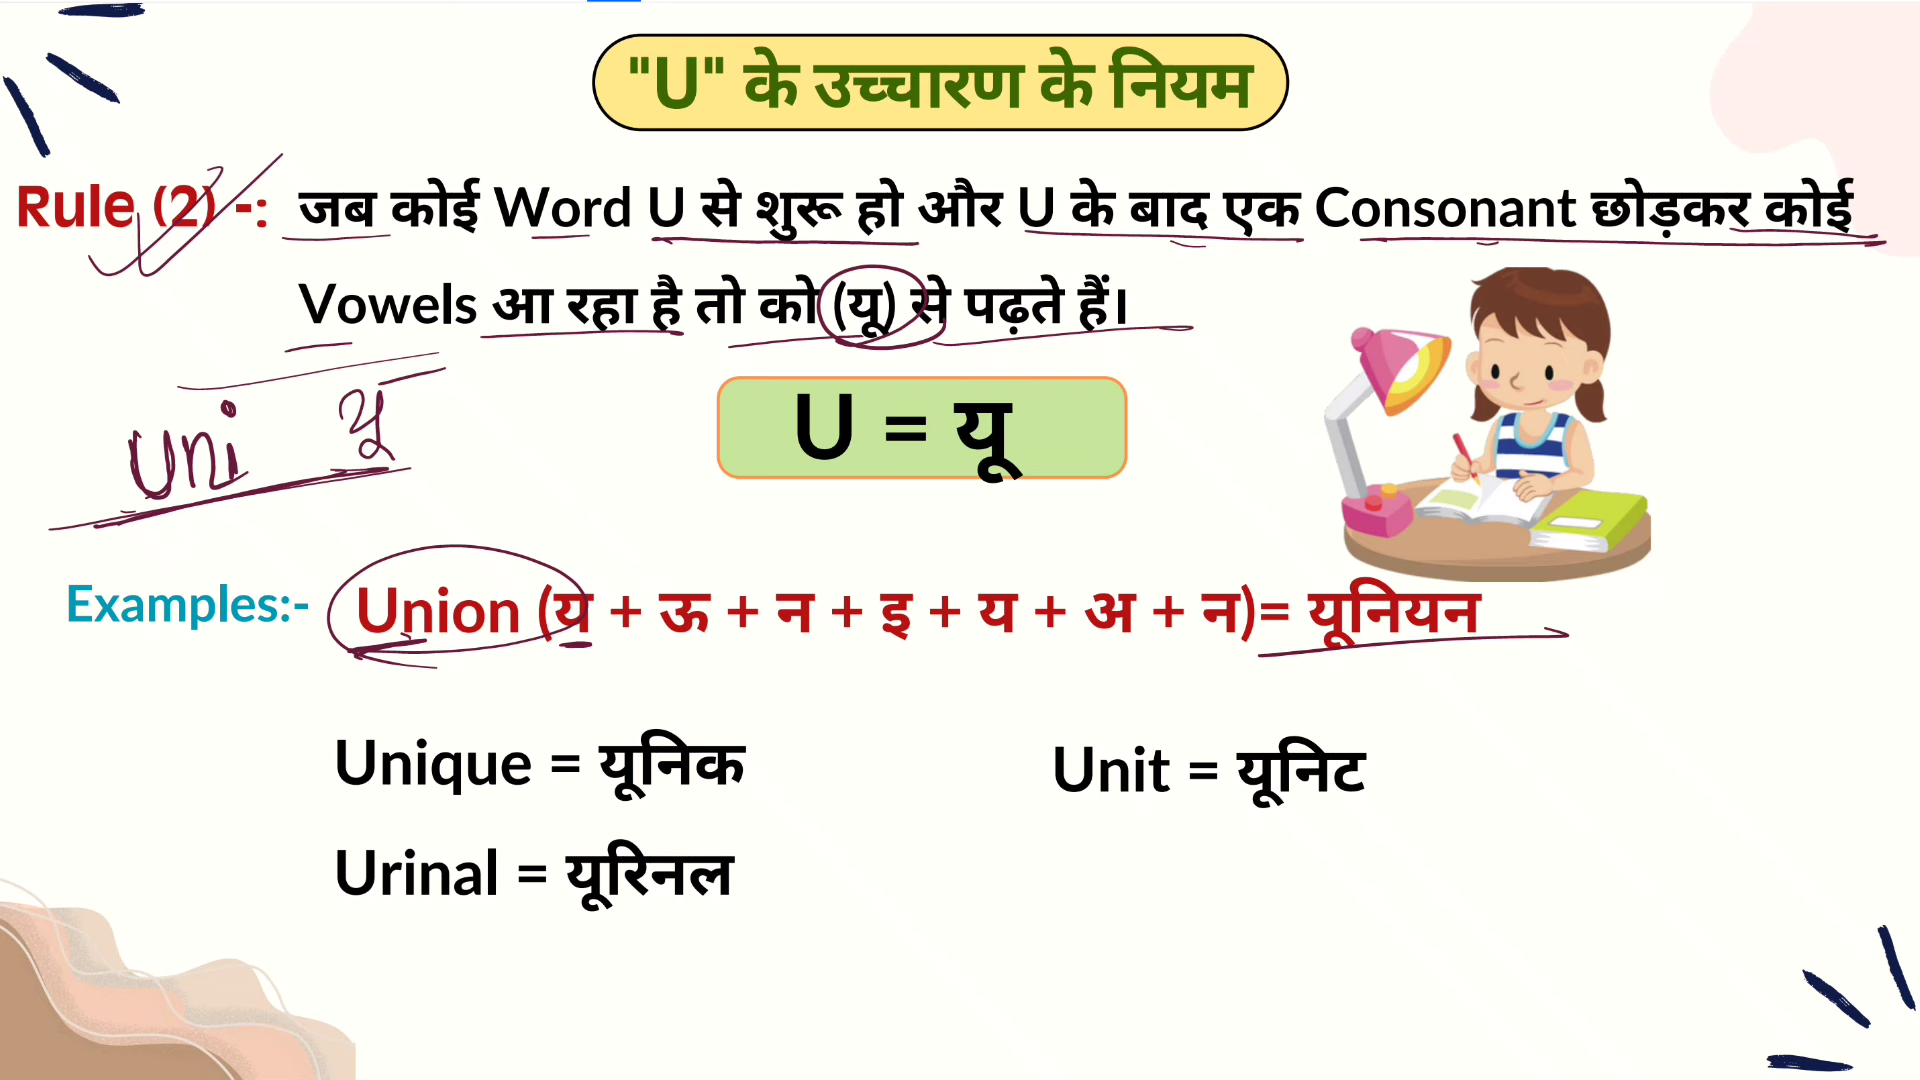 "U" के उच्चारण के नियम
Rule (2) -: जब कोई Word U से शुरू हो और U के बाद एक Consonant छोड़कर कोई
Vowels आ रहा है तो को (यू) से पढ़ते हैं।
uni यू
U = यू
Examples:- Union (य + ऊ + न + इ + य + अ + न)= यूनियन
Unique = यूनिक Unit = यूनिट
Urinal = यूरिनल